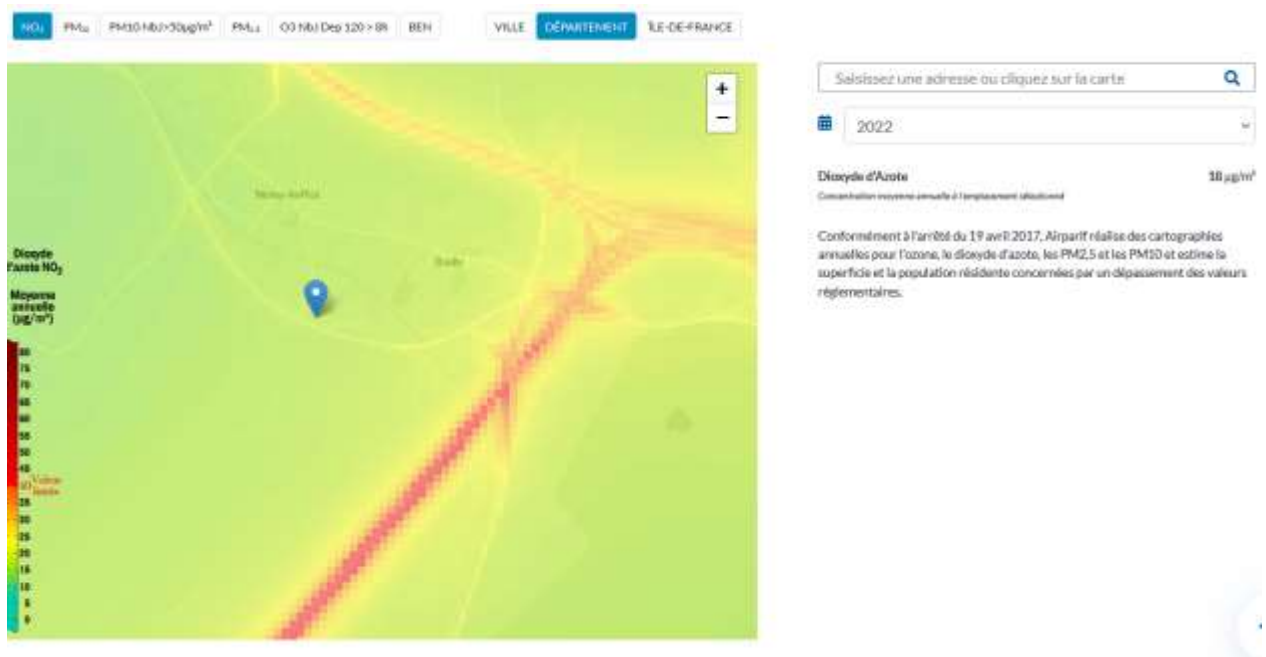 NO₂ PM₁₀ PM10 NbJ>50µg/m³ PM₂.₅ O3 NbJ Dep 120 > 8h BEN VILLE DÉPARTEMENT ÎLE-DE-FRANCE
+
−
Saisissez une adresse ou cliquez sur la carte
2022
Dioxyde d'Azote 18 µg/m³
Concentration moyenne annuelle à l'emplacement sélectionné
Conformément à l'arrêté du 19 avril 2017, Airparif réalise des cartographies
annuelles pour l'ozone, le dioxyde d'azote, les PM2,5 et les PM10 et estime la
superficie et la population résidente concernées par un dépassement des valeurs
réglementaires.
Dioxyde
d'azote NO₂
Moyenne
annuelle
(µg/m³)
80
75
70
65
60
55
50
45
40 Valeur
limite
35
30
25
20
15
10
5
0